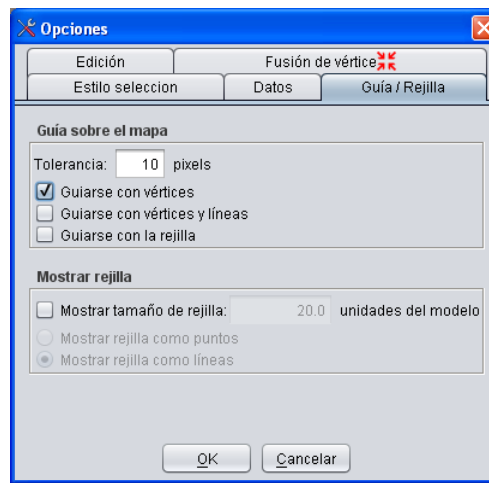 Opciones
Edición
Fusión de vértice
Estilo seleccion
Datos
Guía / Rejilla
Guía sobre el mapa
Tolerancia: 10 pixels
Guiarse con vértices
Guiarse con vértices y líneas
Guiarse con la rejilla
Mostrar rejilla
Mostrar tamaño de rejilla: 20.0 unidades del modelo
Mostrar rejilla como puntos
Mostrar rejilla como líneas
OK
Cancelar